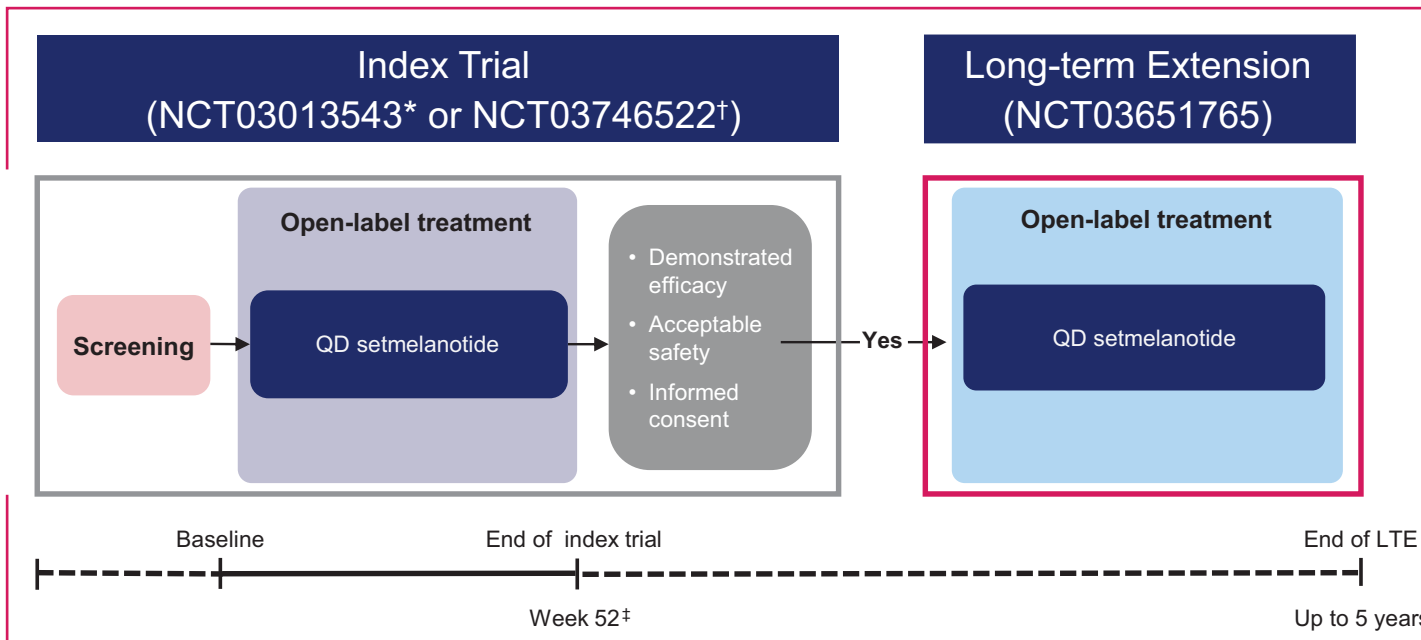 Index Trial
(NCT03013543* or NCT03746522†)
Long-term Extension
(NCT03651765)
Screening
Open-label treatment
QD setmelanotide
• Demonstrated
efficacy
• Acceptable
safety
• Informed
consent
Yes
Open-label treatment
QD setmelanotide
Baseline
End of index trial
End of LTE
Week 52‡
Up to 5 years